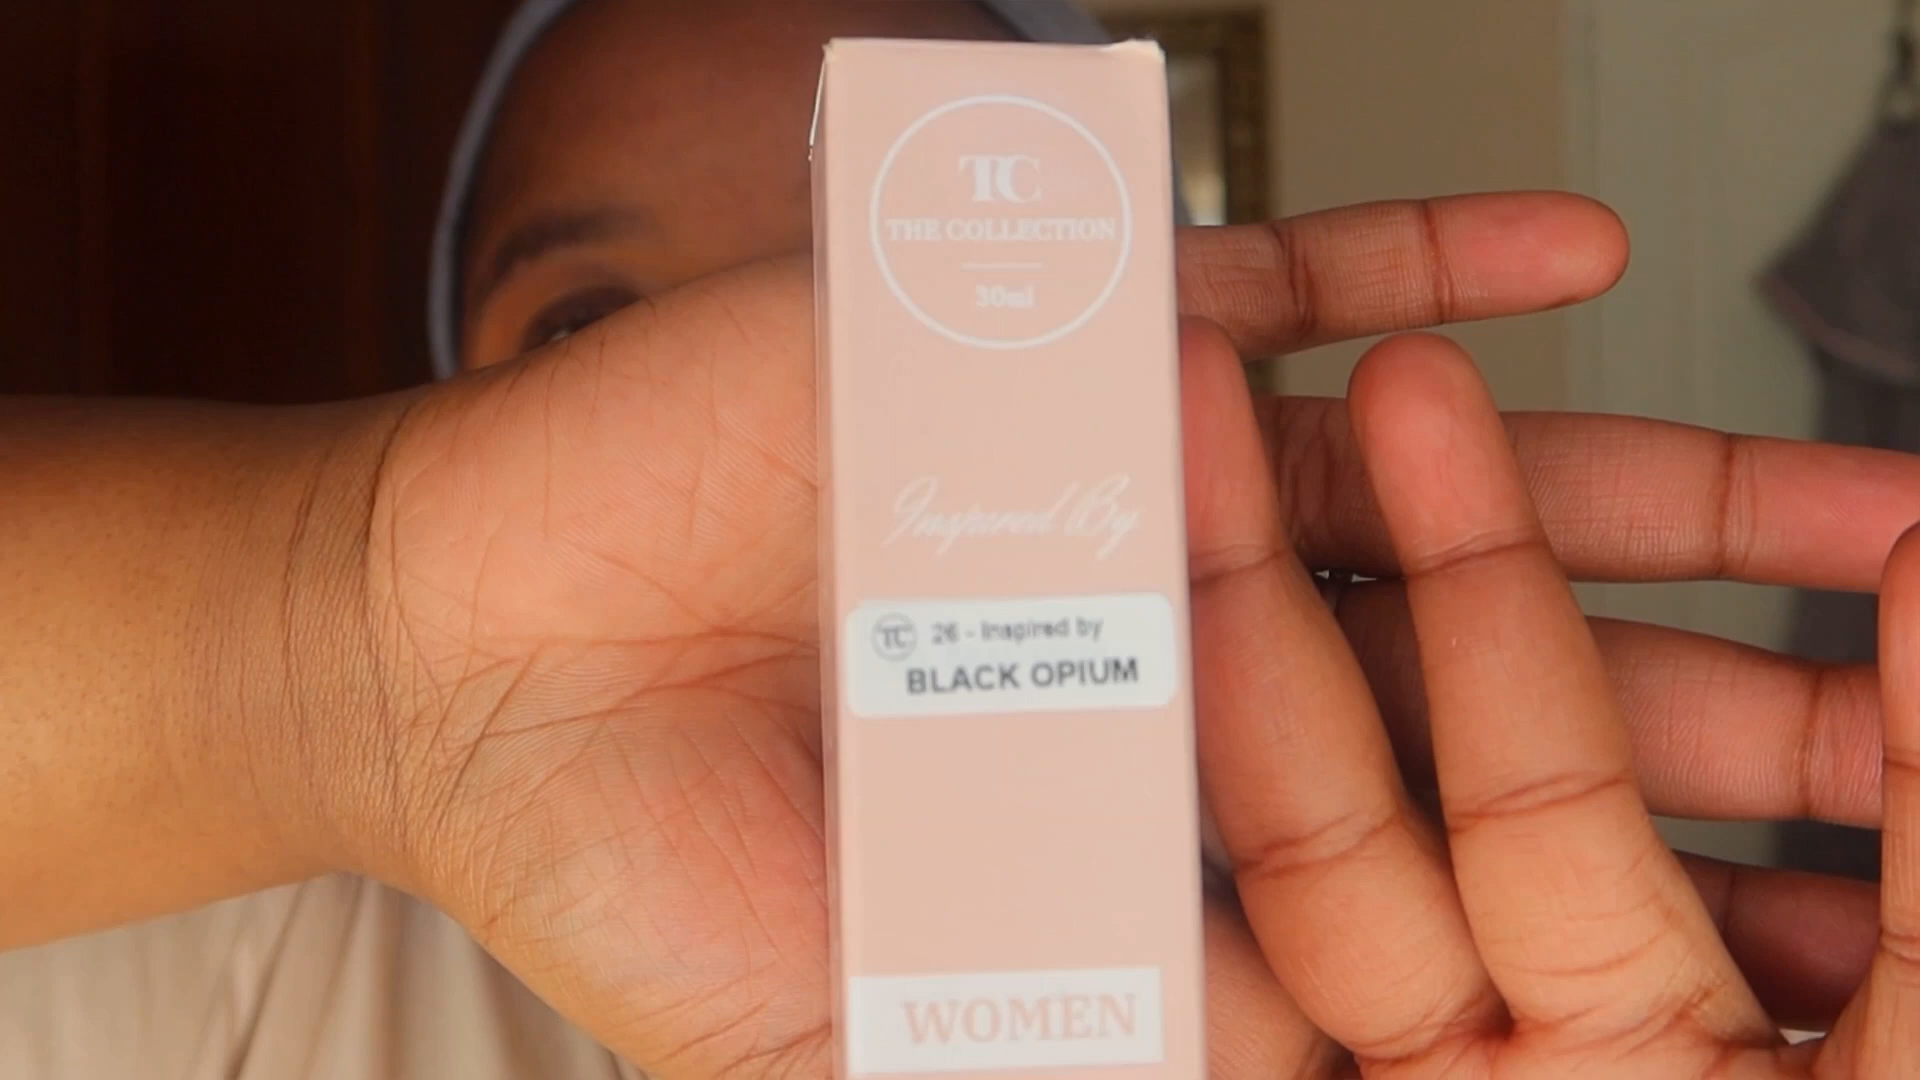 TC
THE COLLECTION
30ml
Inspired By
TC 26 - Inspired by
BLACK OPIUM
WOMEN